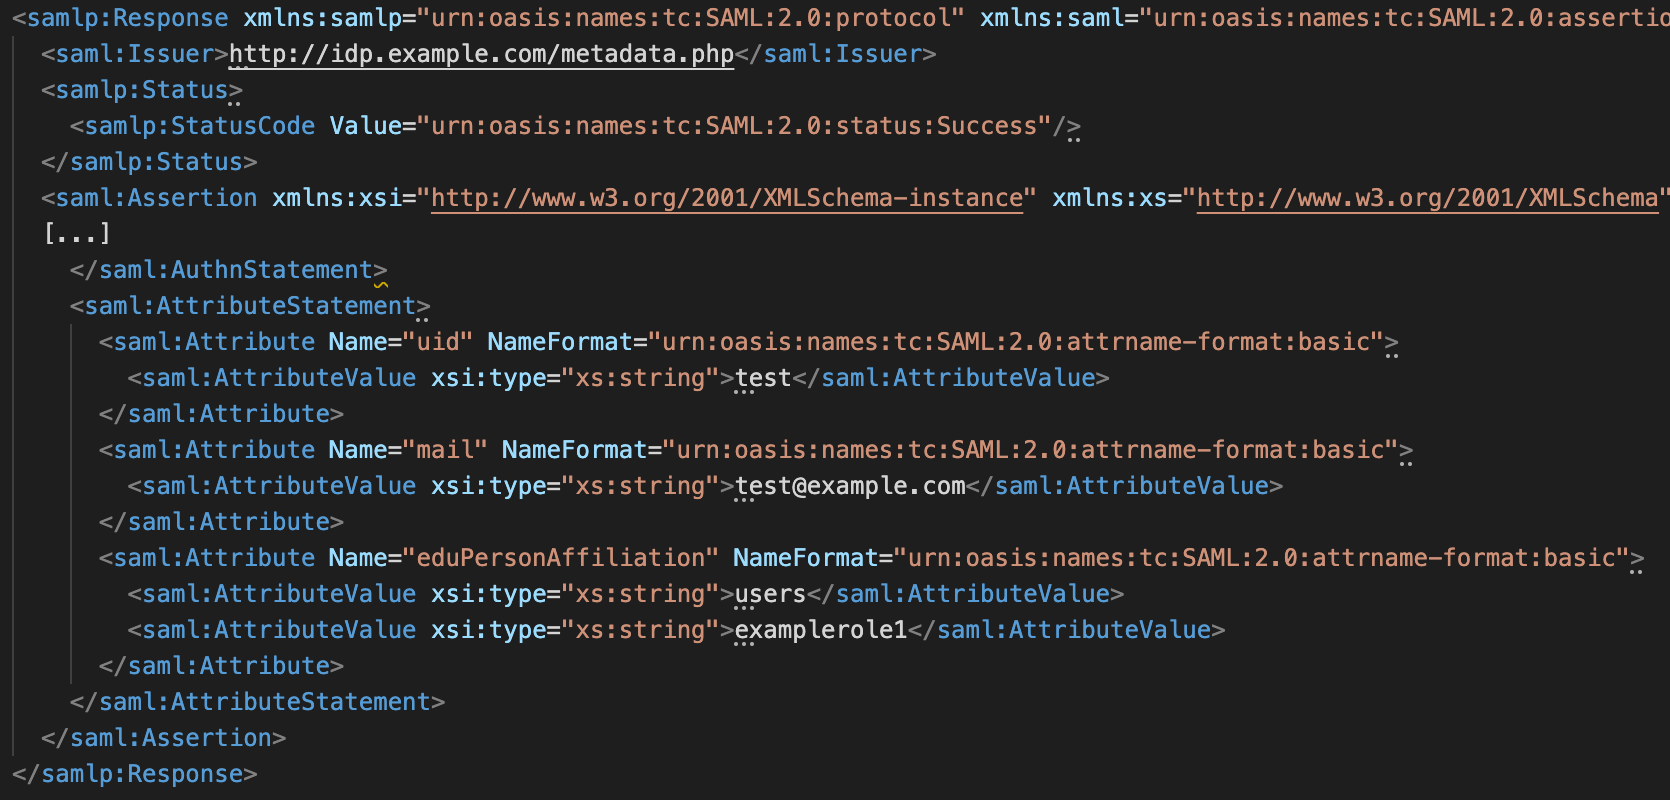 <samlp:Response xmlns:samlp="urn:oasis:names:tc:SAML:2.0:protocol" xmlns:saml="urn:oasis:names:tc:SAML:2.0:assertio
<saml:Issuer>http://idp.example.com/metadata.php</saml:Issuer>
<samlp:Status>
<samlp:StatusCode Value="urn:oasis:names:tc:SAML:2.0:status:Success"/>
</samlp:Status>
<saml:Assertion xmlns:xsi="http://www.w3.org/2001/XMLSchema-instance" xmlns:xs="http://www.w3.org/2001/XMLSchema"
[...]
</saml:AuthnStatement>
<saml:AttributeStatement>
<saml:Attribute Name="uid" NameFormat="urn:oasis:names:tc:SAML:2.0:attrname-format:basic">
<saml:AttributeValue xsi:type="xs:string">test</saml:AttributeValue>
</saml:Attribute>
<saml:Attribute Name="mail" NameFormat="urn:oasis:names:tc:SAML:2.0:attrname-format:basic">
<saml:AttributeValue xsi:type="xs:string">test@example.com</saml:AttributeValue>
</saml:Attribute>
<saml:Attribute Name="eduPersonAffiliation" NameFormat="urn:oasis:names:tc:SAML:2.0:attrname-format:basic">
<saml:AttributeValue xsi:type="xs:string">users</saml:AttributeValue>
<saml:AttributeValue xsi:type="xs:string">examplerole1</saml:AttributeValue>
</saml:Attribute>
</saml:AttributeStatement>
</saml:Assertion>
</samlp:Response>